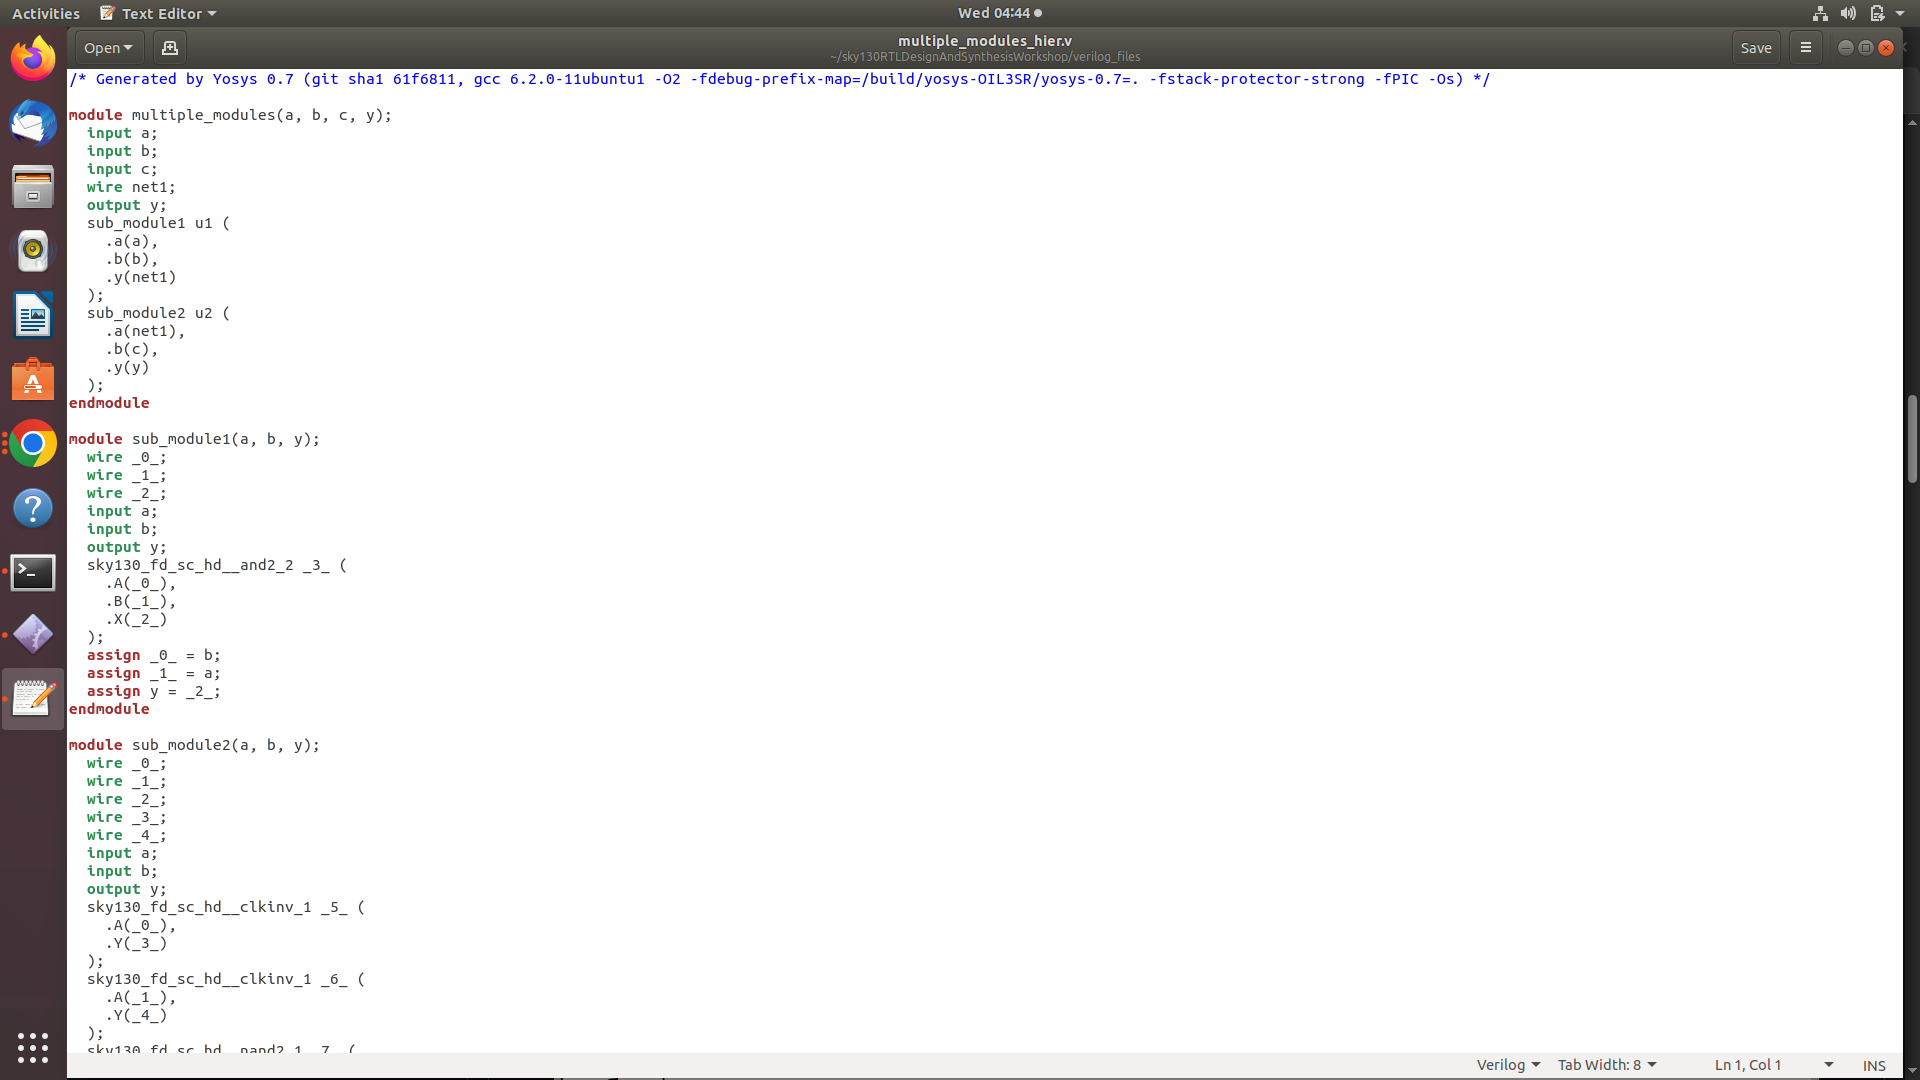 Activities
Text Editor
Wed 04:44
Open
multiple_modules_hier.v
~/sky130RTLDesignAndSynthesisWorkshop/verilog_files
Save
/* Generated by Yosys 0.7 (git sha1 61f6811, gcc 6.2.0-11ubuntu1 -O2 -fdebug-prefix-map=/build/yosys-OIL3SR/yosys-0.7=. -fstack-protector-strong -fPIC -Os) */
module multiple_modules(a, b, c, y);
  input a;
  input b;
  input c;
  wire net1;
  output y;
  sub_module1 u1 (
    .a(a),
    .b(b),
    .y(net1)
  );
  sub_module2 u2 (
    .a(net1),
    .b(c),
    .y(y)
  );
endmodule
module sub_module1(a, b, y);
  wire _0_;
  wire _1_;
  wire _2_;
  input a;
  input b;
  output y;
  sky130_fd_sc_hd__and2_2 _3_ (
    .A(_0_),
    .B(_1_),
    .X(_2_)
  );
  assign _0_ = b;
  assign _1_ = a;
  assign y = _2_;
endmodule
module sub_module2(a, b, y);
  wire _0_;
  wire _1_;
  wire _2_;
  wire _3_;
  wire _4_;
  input a;
  input b;
  output y;
  sky130_fd_sc_hd__clkinv_1 _5_ (
    .A(_0_),
    .Y(_3_)
  );
  sky130_fd_sc_hd__clkinv_1 _6_ (
    .A(_1_),
    .Y(_4_)
  );
  sky130_fd_sc_hd__nand2_1 _7_ (
Verilog
Tab Width: 8
Ln 1, Col 1
INS